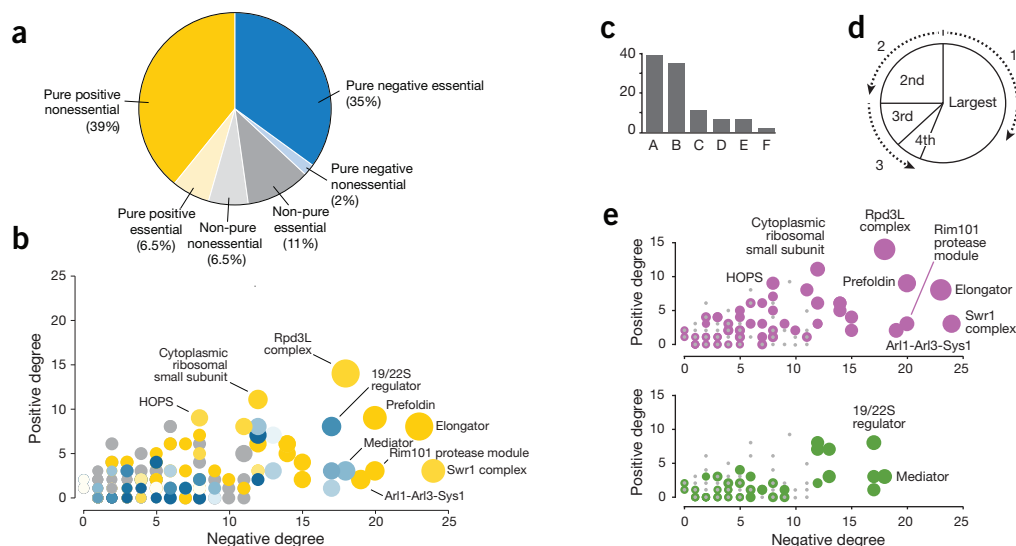 a
Pure positive
nonessential
(39%)
Pure negative essential
(35%)
Pure negative
nonessential
(2%)
Pure positive
essential
(6.5%)
Non-pure
nonessential
(6.5%)
Non-pure
essential
(11%)
b
25
20
15
10
5
0
Positive degree
0
5
10
15
20
25
Negative degree
HOPS
Cytoplasmic
ribosomal
small subunit
Rpd3L
complex
19/22S
regulator
Prefoldin
Elongator
Mediator
Rim101 protease module
Swr1 complex
Arl1-Arl3-Sys1
c
40
20
0
A B C D E F
d
2
1
2nd
Largest
3rd
4th
3
e
15
10
5
0
Positive degree
HOPS
Cytoplasmic
ribosomal
small subunit
Rpd3L
complex
Rim101
protease
module
Prefoldin
Elongator
Swr1
complex
Arl1-Arl3-Sys1
15
10
5
0
Positive degree
19/22S
regulator
Mediator
0
5
10
15
20
25
Negative degree